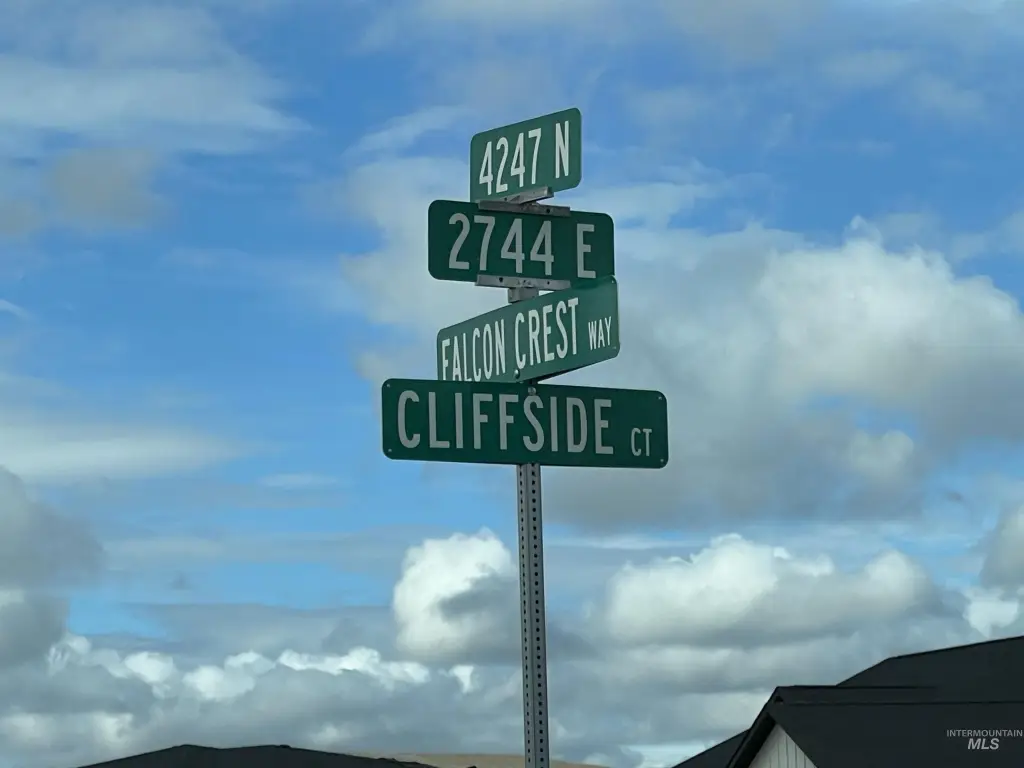 4247 N
2744 E
FALCON CREST WAY
CLIFFSIDE CT
INTERMOUNTAIN
MLS